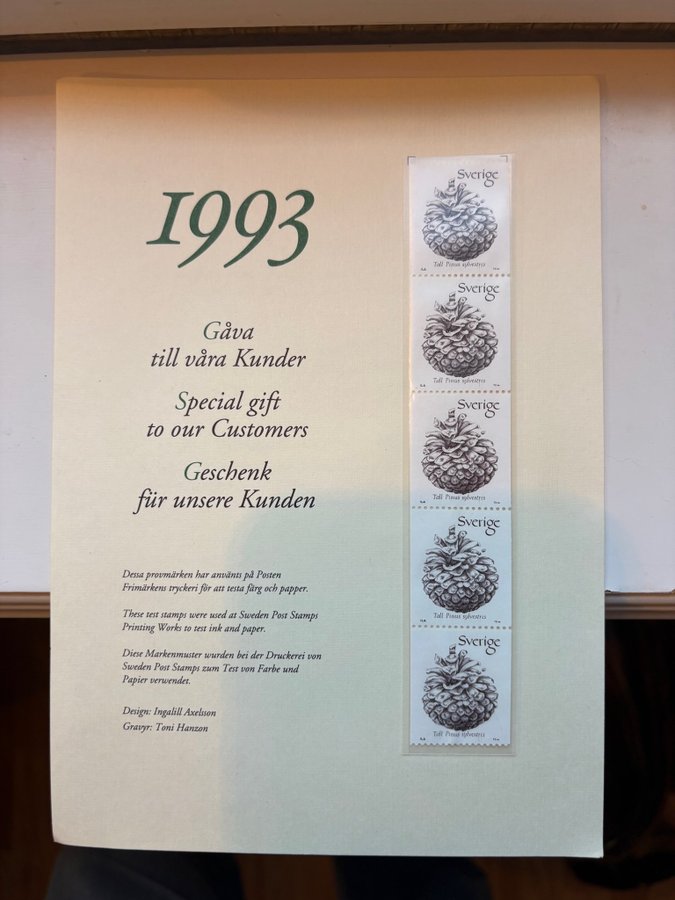 1993
Gåva
till våra Kunder
Special gift
to our Customers
Geschenk
für unsere Kunden
Dessa provmärken har använts på Posten
Frimärkens tryckeri för att testa färg och papper.
These test stamps were used at Sweden Post Stamps
Printing Works to test ink and paper.
Diese Markenmuster wurden bei der Druckerei von
Sweden Post Stamps zum Test von Farbe und
Papier verwendet.
Design: Ingalill Axelsson
Gravyr: Toni Hanzon
Sverige
Tall Pinus sylvestris
Sverige
Tall Pinus sylvestris
Sverige
Tall Pinus sylvestris
Sverige
Tall Pinus sylvestris
Sverige
Tall Pinus sylvestris